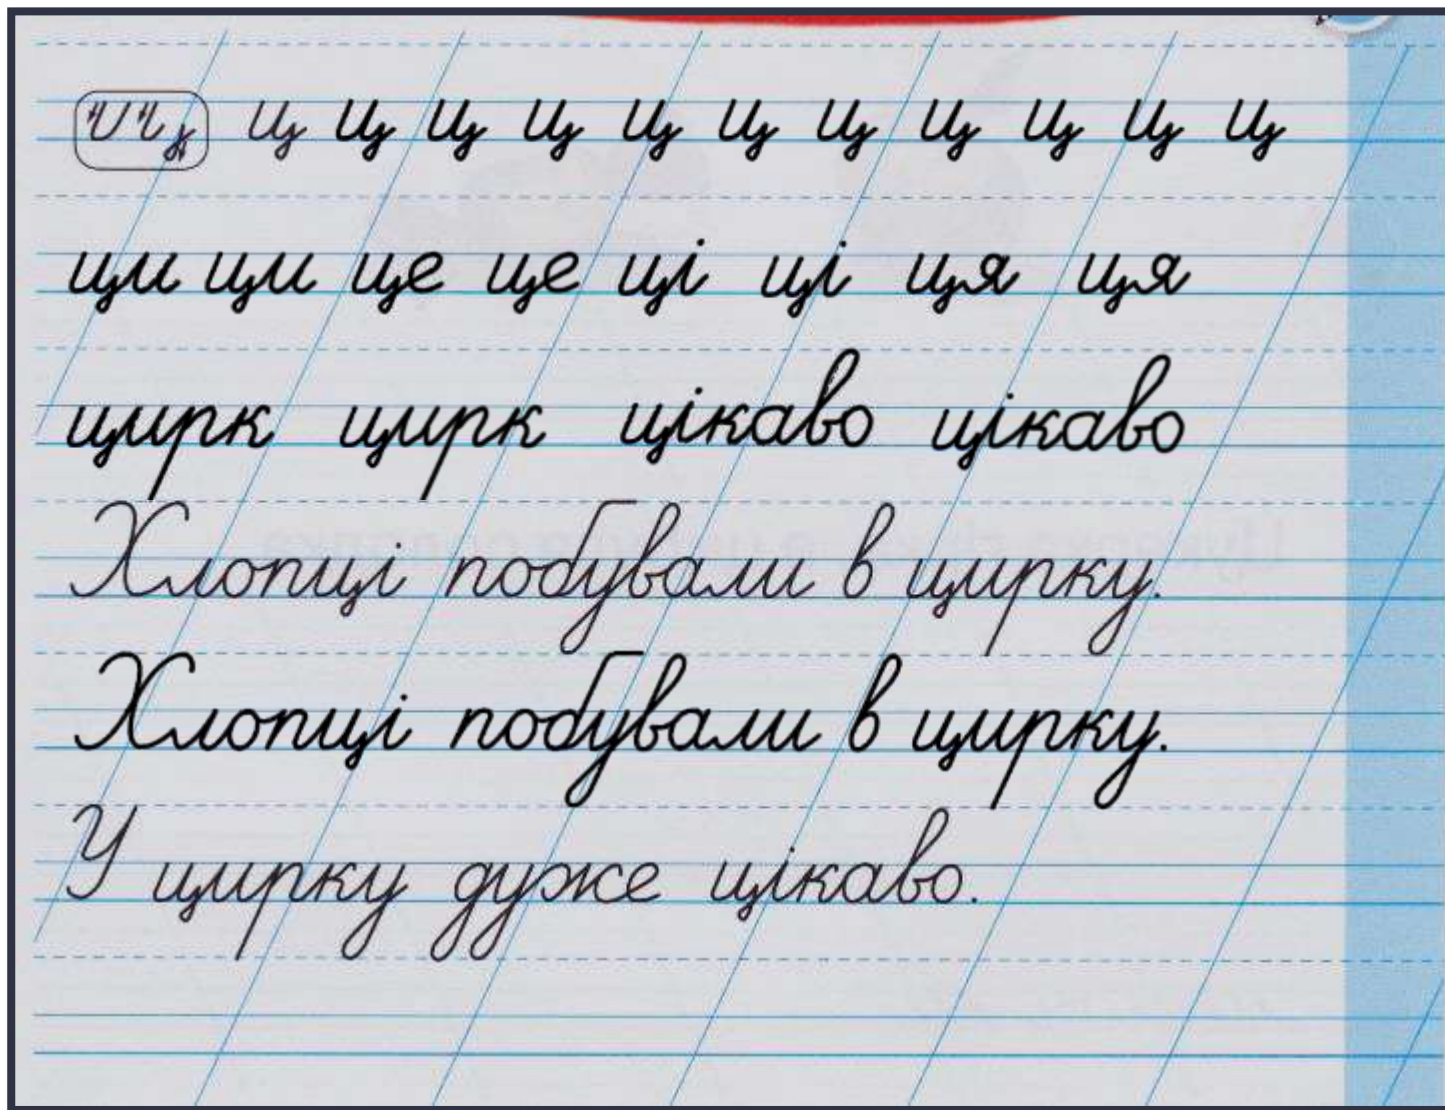 ц ц ц ц ц ц ц ц ц ц ц
ци ци це це ці ці ця ця
цирк цирк цікаво цікаво
Хлопці побували в цирку.
Хлопці побували в цирку.
У цирку дуже цікаво.